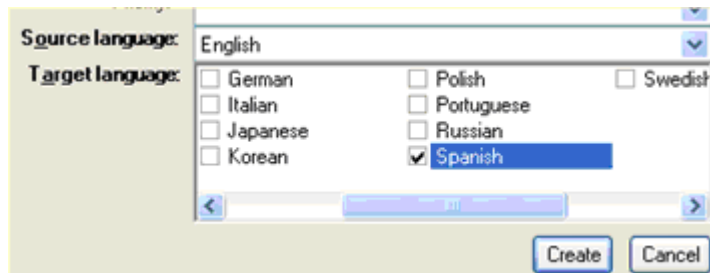 Source language: English
Target language:
German Polish Swedish
Italian Portuguese
Japanese Russian
Korean Spanish
Create Cancel